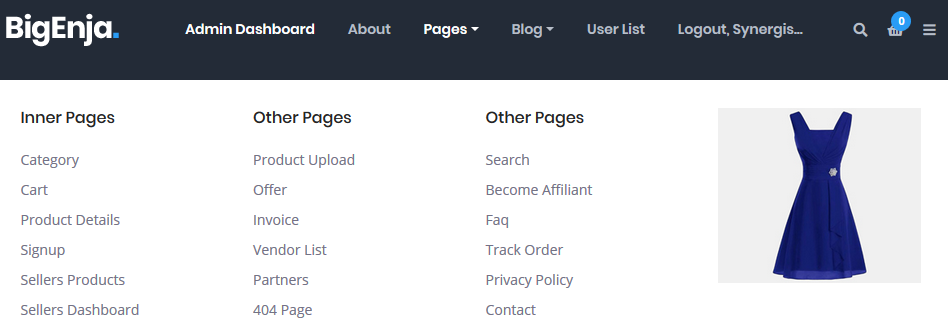 BigEnja.
Admin Dashboard
About
Pages
Blog
User List
Logout, Synergis...
0
Inner Pages
Category
Cart
Product Details
Signup
Sellers Products
Sellers Dashboard
Other Pages
Product Upload
Offer
Invoice
Vendor List
Partners
404 Page
Other Pages
Search
Become Affiliant
Faq
Track Order
Privacy Policy
Contact